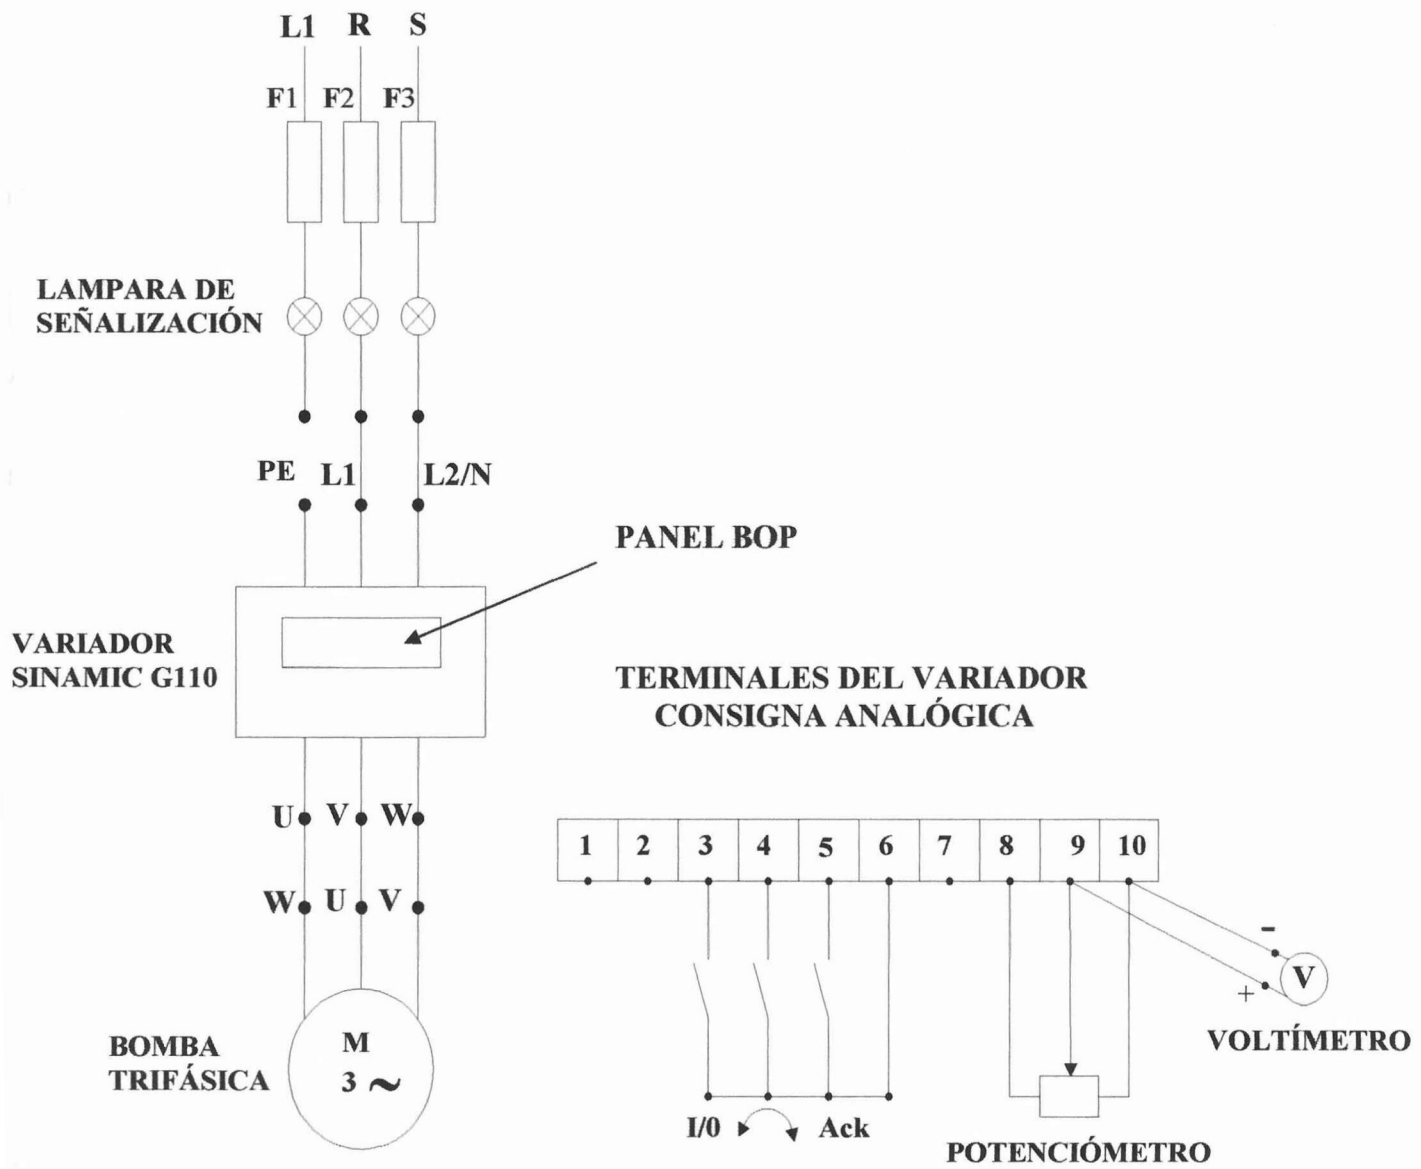 L1 R S
F1 F2 F3
LAMPARA DE
SEÑALIZACIÓN
PE L1 L2/N
PANEL BOP
VARIADOR
SINAMIC G110
TERMINALES DEL VARIADOR
CONSIGNA ANALÓGICA
U V W
1 2 3 4 5 6 7 8 9 10
W U V
-
V
+
VOLTÍMETRO
BOMBA
TRIFÁSICA
M
3 ~
I/0 Ack
POTENCIÓMETRO